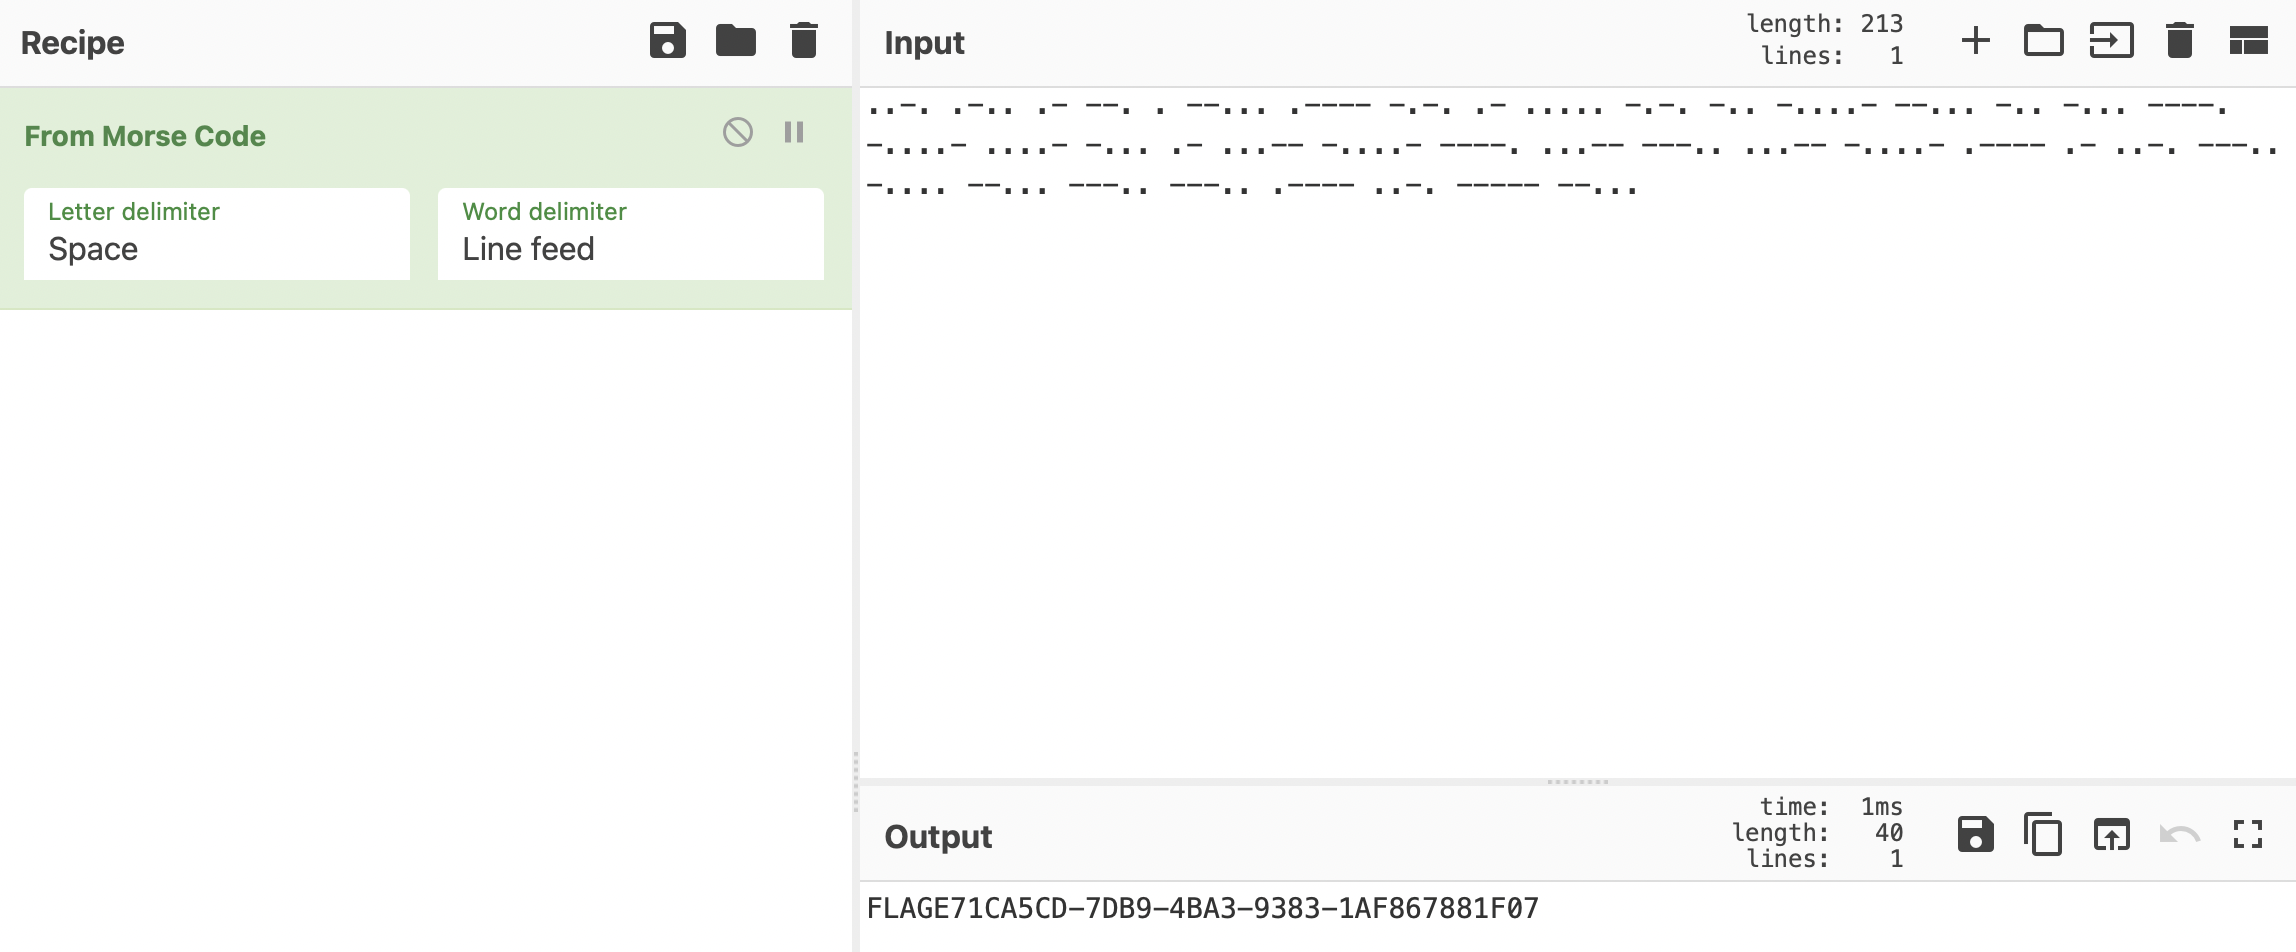 Recipe
From Morse Code
Letter delimiter
Space
Word delimiter
Line feed
Input
length: 213
lines: 1
..-. .-.. .- --. . --... .---- -.-. .- ..... -.-. -.. -....- --... -.. -... ----.
-....- ....- -... .- ...-- -....- ----. ...-- ---.. ...-- -....- .---- .- ..-. ---..
-.... --... ---.. ---.. .---- ..-. ----- --...
Output
time: 1ms
length: 40
lines: 1
FLAGE71CA5CD-7DB9-4BA3-9383-1AF867881F07